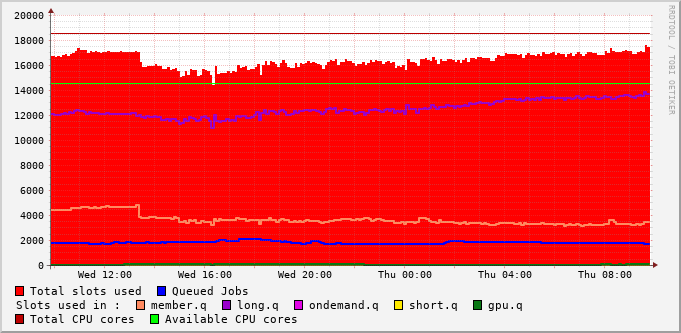 20000
18000
16000
14000
12000
10000
8000
6000
4000
2000
0
Wed 12:00 Wed 16:00 Wed 20:00 Thu 00:00 Thu 04:00 Thu 08:00
RRDTOOL / TOBI OETIKER
Total slots used Queued Jobs
Slots used in : member.q long.q ondemand.q short.q gpu.q
Total CPU cores Available CPU cores